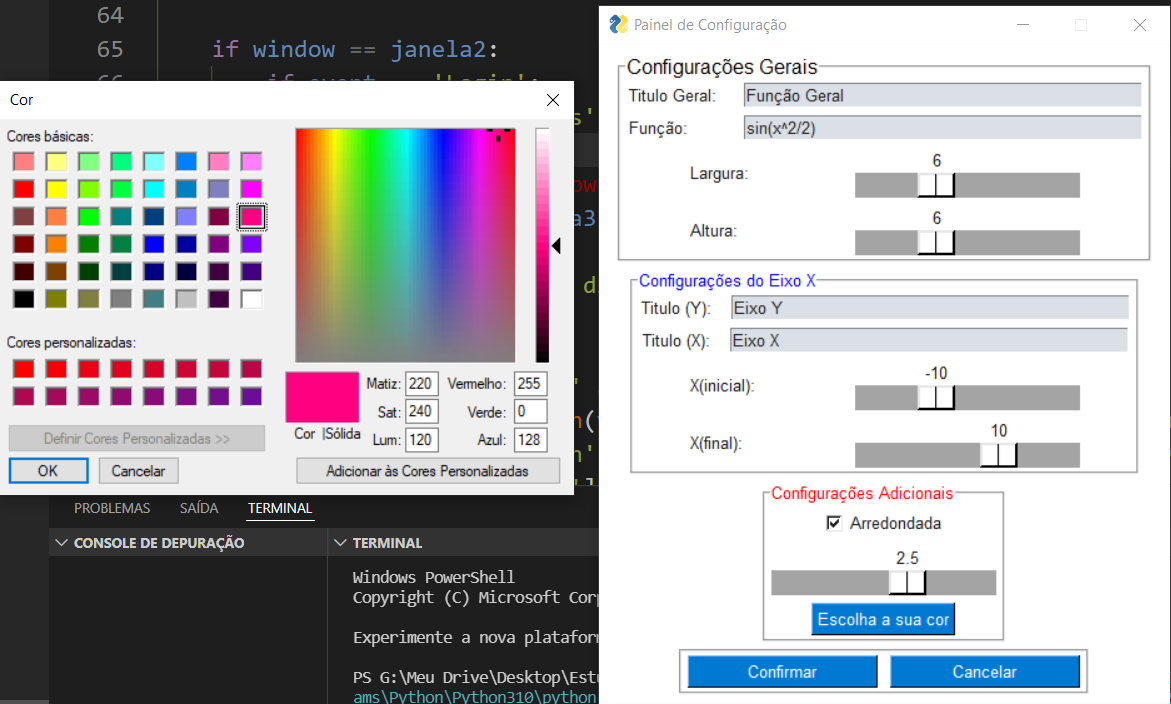 64
65 if window == janela2:
Cor
Cores básicas:
Cores personalizadas:
Definir Cores Personalizadas >>
OK
Cancelar
Matiz: 220 Vermelho: 255
Sat: 240 Verde: 0
Lum: 120 Azul: 128
Cor |Sólida
Adicionar às Cores Personalizadas
PROBLEMAS SAÍDA TERMINAL
CONSOLE DE DEPURAÇÃO
TERMINAL
Windows PowerShell
Copyright (C) Microsoft Corp
Experimente a nova plataform
PS G:\Meu Drive\Desktop\Estu
ams\Python\Python310\python
Painel de Configuração
Configurações Gerais
Titulo Geral: Função Geral
Função: sin(x^2/2)
6
Largura:
6
Altura:
Configurações do Eixo X
Titulo (Y): Eixo Y
Titulo (X): Eixo X
-10
X(inicial):
10
X(final):
Configurações Adicionais
Arredondada
2.5
Escolha a sua cor
Confirmar
Cancelar